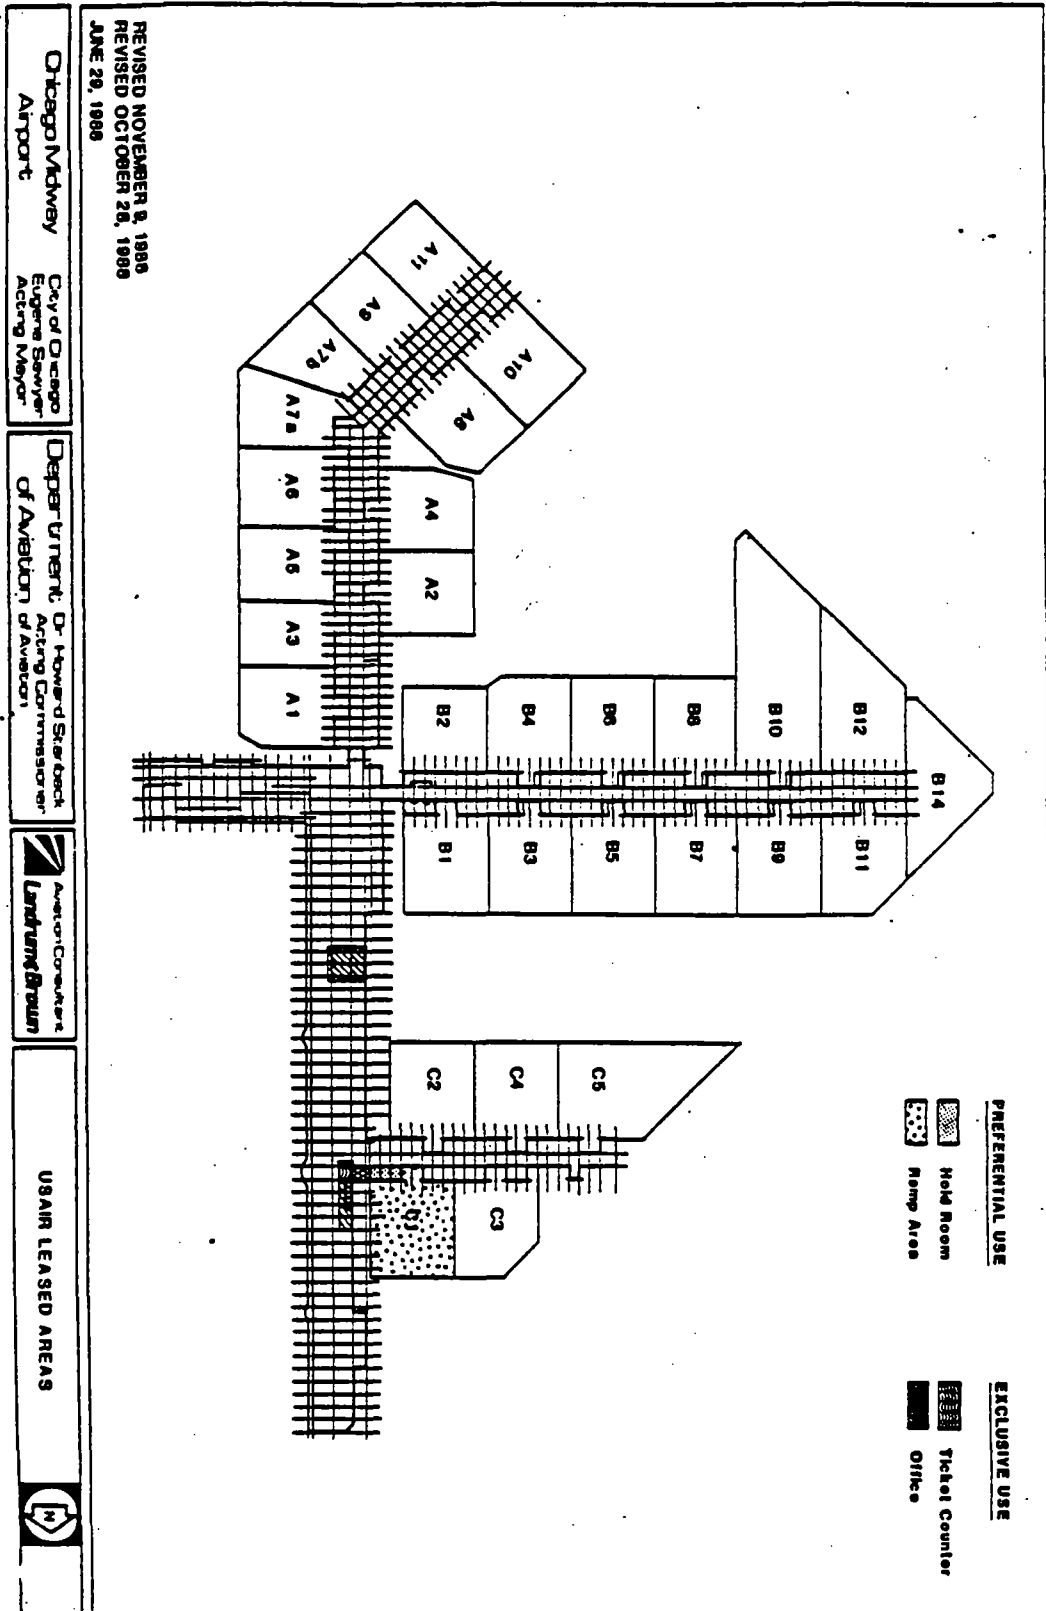 PREFERENTIAL USE
Hold Room
Ramp Area
EXCLUSIVE USE
Ticket Counter
Office
B14
B12
B11
B10
B9
B8
B7
B6
B5
B4
B3
B2
B1
C5
C4
C3
C2
C1
A11
A10
A9
A8
A7b
A7a
A6
A4
A5
A2
A3
A1
REVISED NOVEMBER 9, 1988
REVISED OCTOBER 28, 1988
JUNE 29, 1988
Chicago Midway
Airport
City of Chicago
Eugene Sawyer
Acting Mayor
Department
of Aviation
Dr Howard Stanback
Acting Commissioner
of Aviation
Aviation Consultant
Landrum & Brown
USAIR LEASED AREAS
N